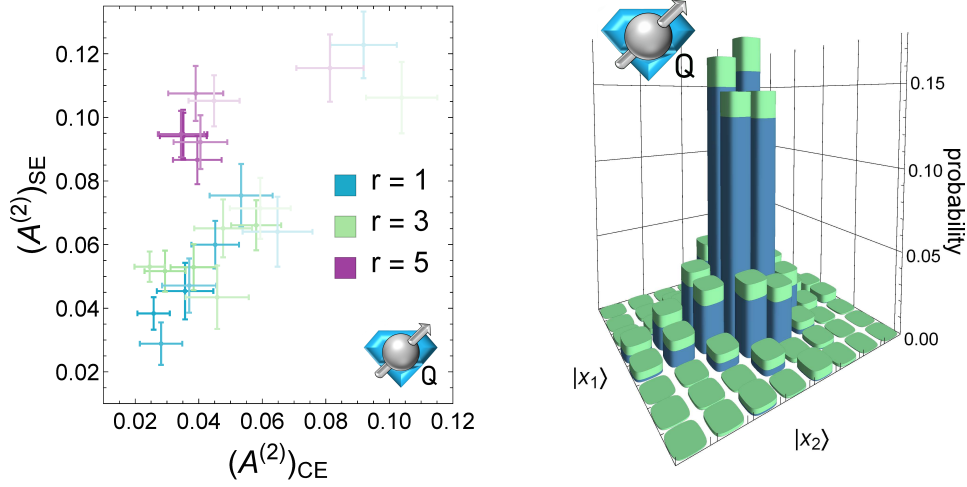 0.12
0.10
0.08
0.06
0.04
0.02
(A^(2))_SE
r = 1
r = 3
r = 5
Q
0.02 0.04 0.06 0.08 0.10 0.12
(A^(2))_CE
Q
0.15
0.10
0.05
0.00
probability
|x₁⟩
|x₂⟩